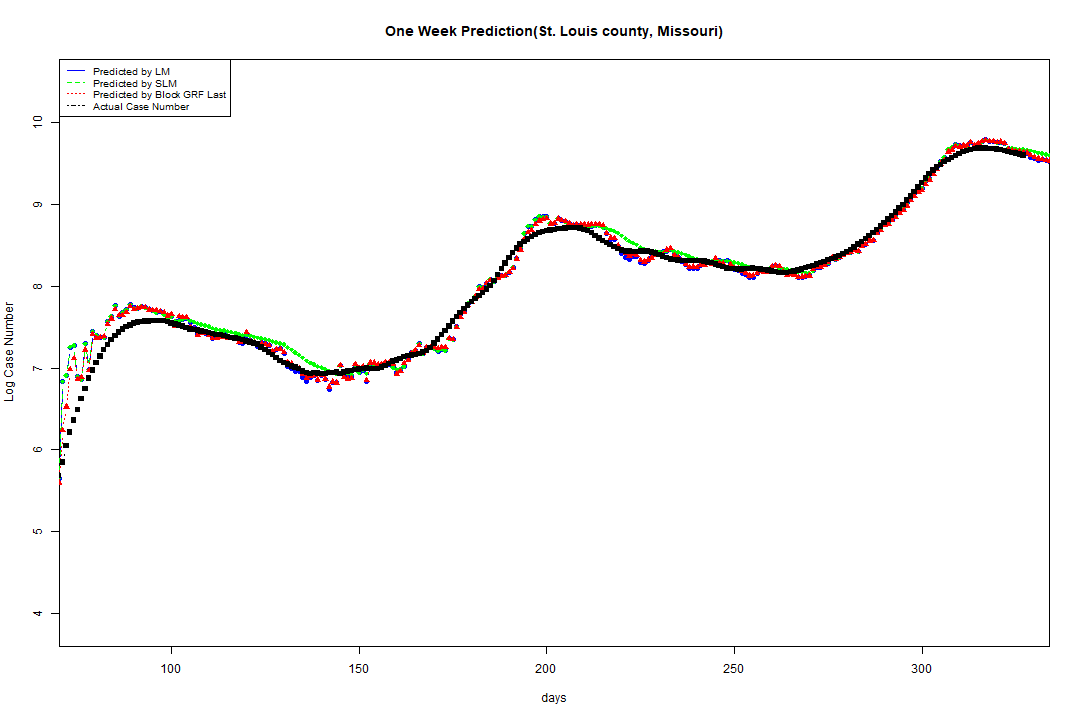 One Week Prediction(St. Louis county, Missouri)
Predicted by LM
Predicted by SLM
Predicted by Block GRF Last
Actual Case Number
Log Case Number
10
9
8
7
6
5
4
100 150 200 250 300
days